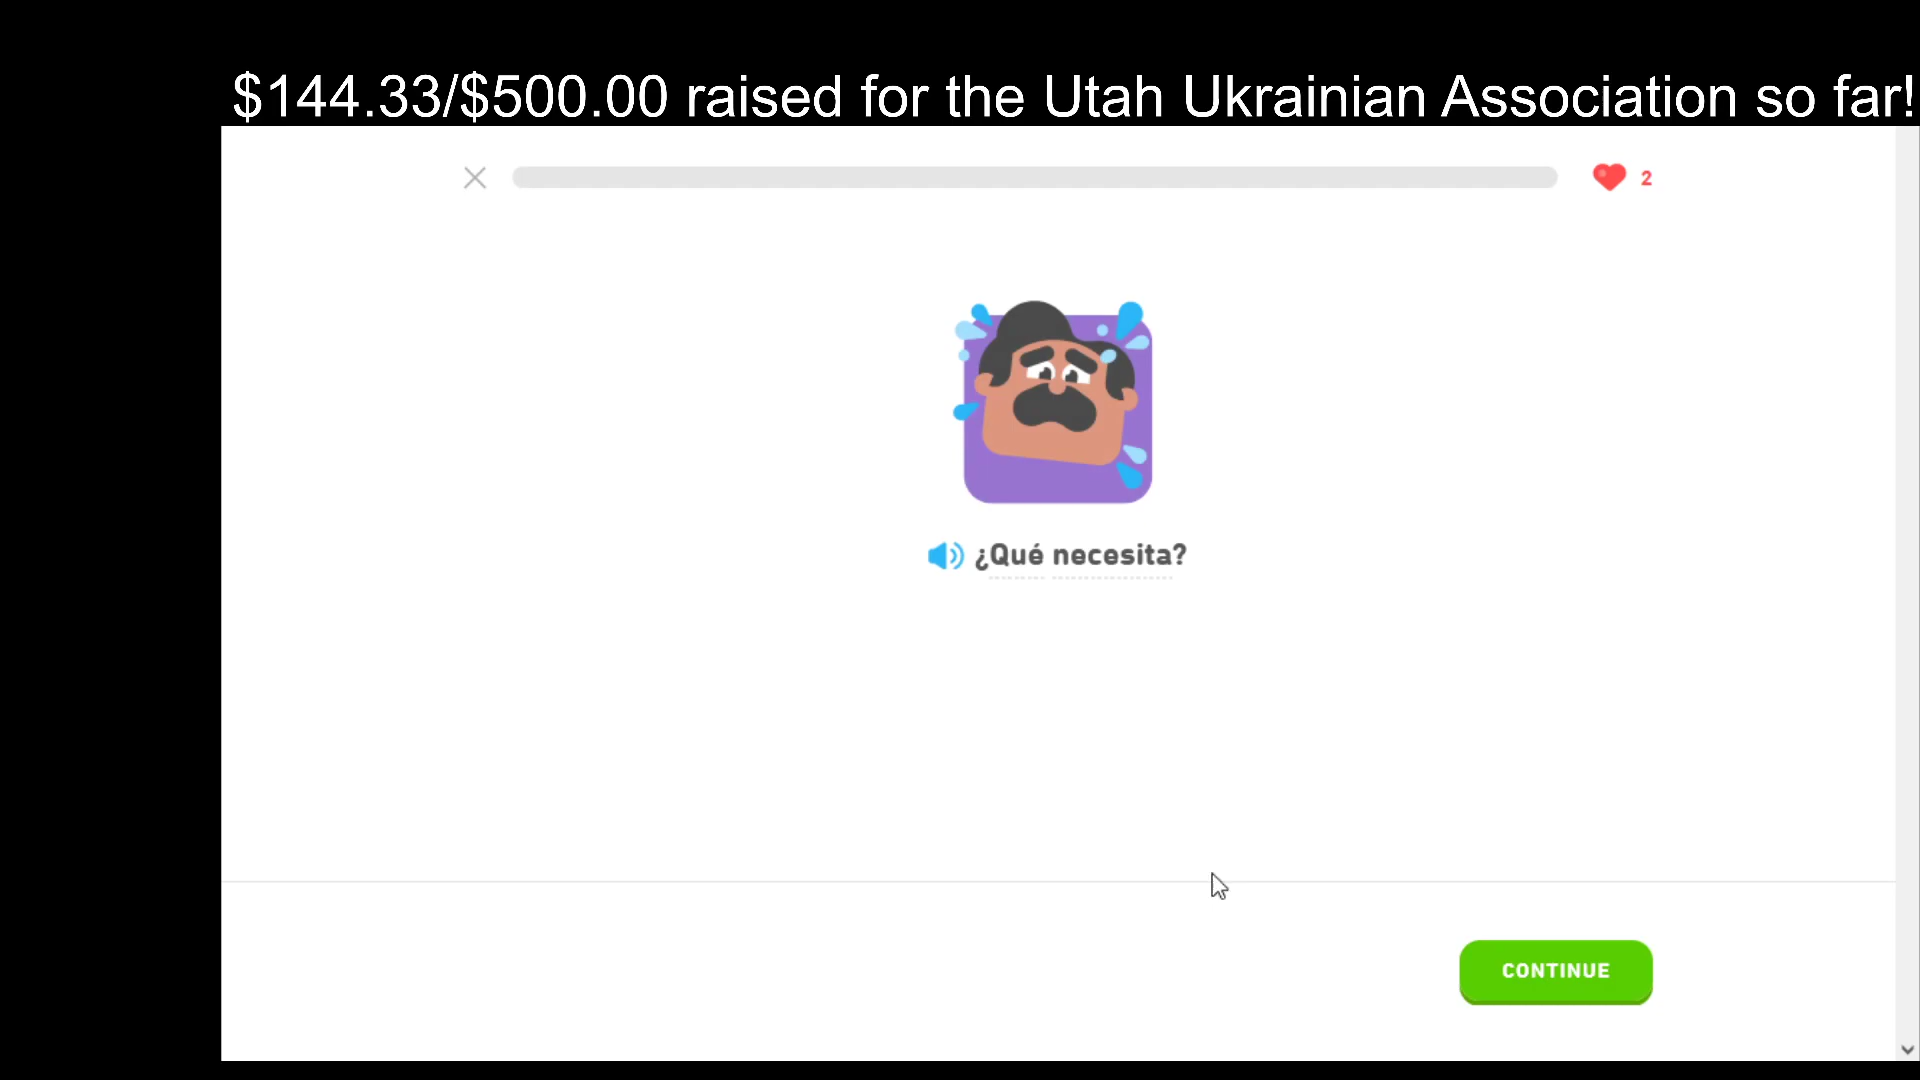 $144.33/$500.00 raised for the Utah Ukrainian Association so far!
2
¿Qué necesita?
CONTINUE